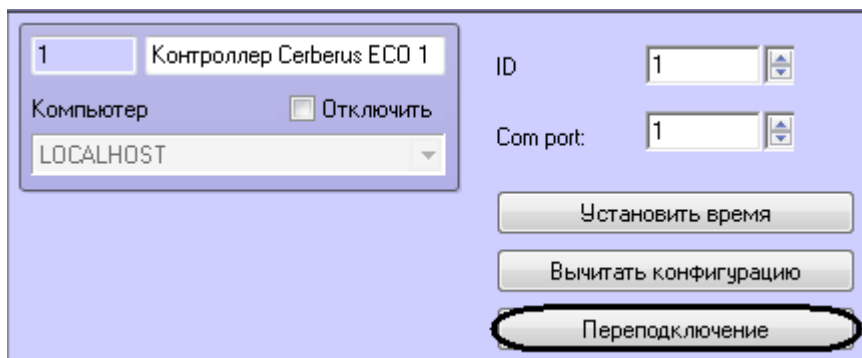 1
Контроллер Cerberus ECO 1
Компьютер
Отключить
LOCALHOST
ID
1
Com port:
1
Установить время
Вычитать конфигурацию
Переподключение